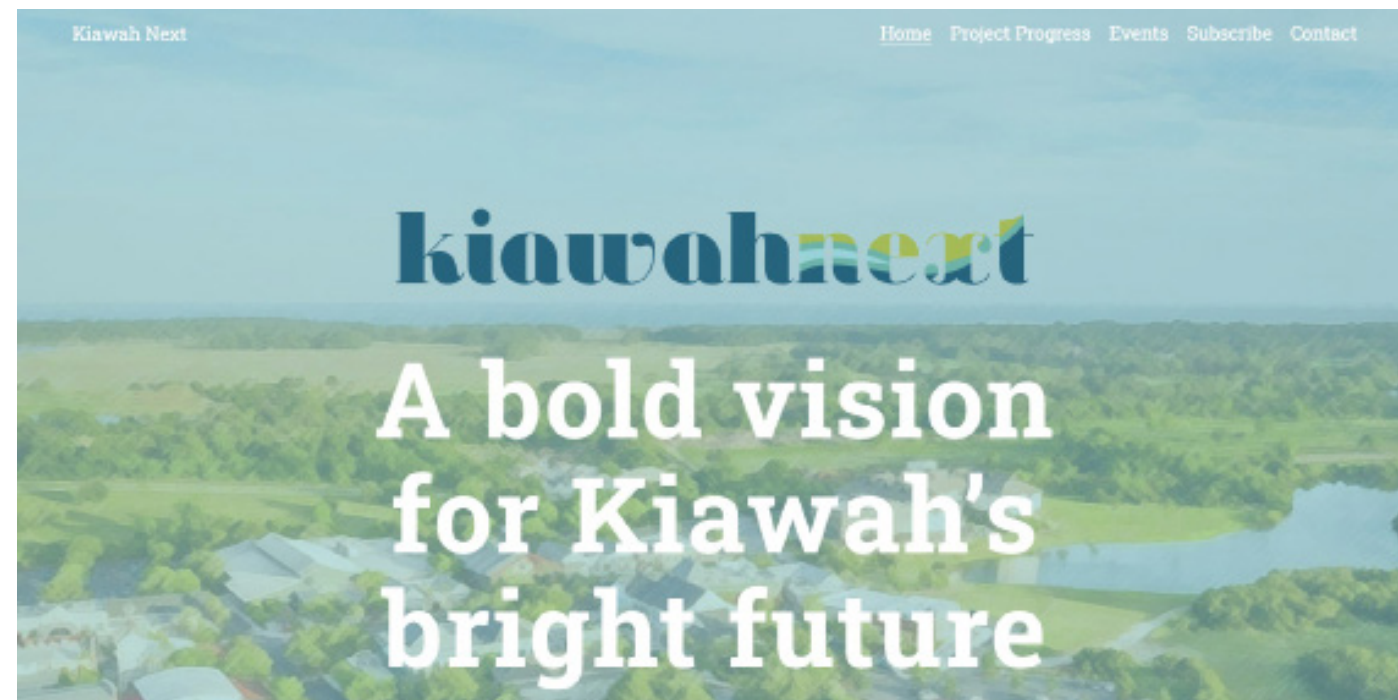 Kiawah Next
Home Project Progress Events Subscribe Contact
kiawahnext
A bold vision
for Kiawah’s
bright future